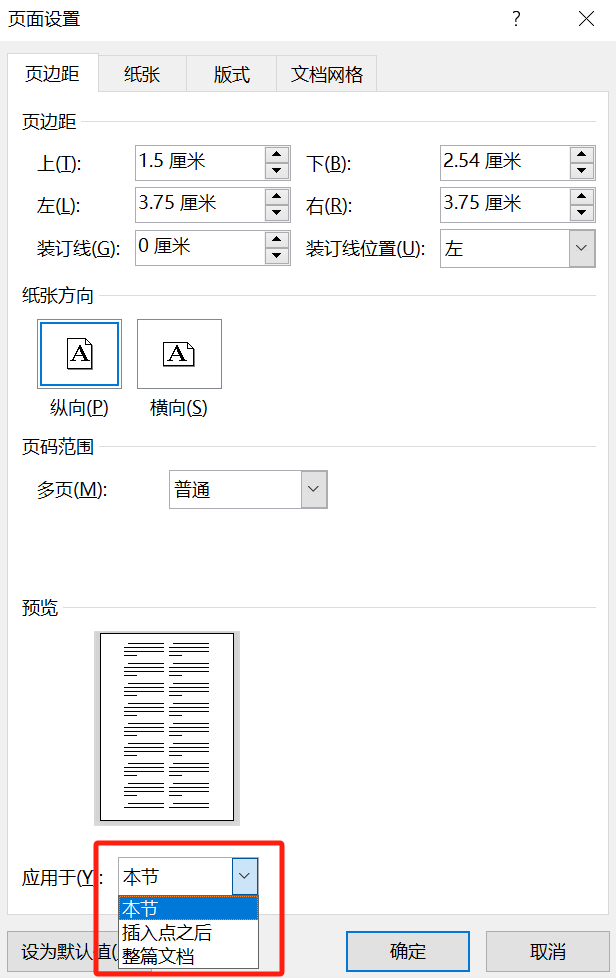 页面设置
?
页边距 纸张 版式 文档网格
页边距
上(T): 1.5 厘米 下(B): 2.54 厘米
左(L): 3.75 厘米 右(R): 3.75 厘米
装订线(G): 0 厘米 装订线位置(U): 左
纸张方向
A A
纵向(P) 横向(S)
页码范围
多页(M): 普通
预览
应用于(Y): 本节
本节
插入点之后
整篇文档
设为默认值( 确定 取消